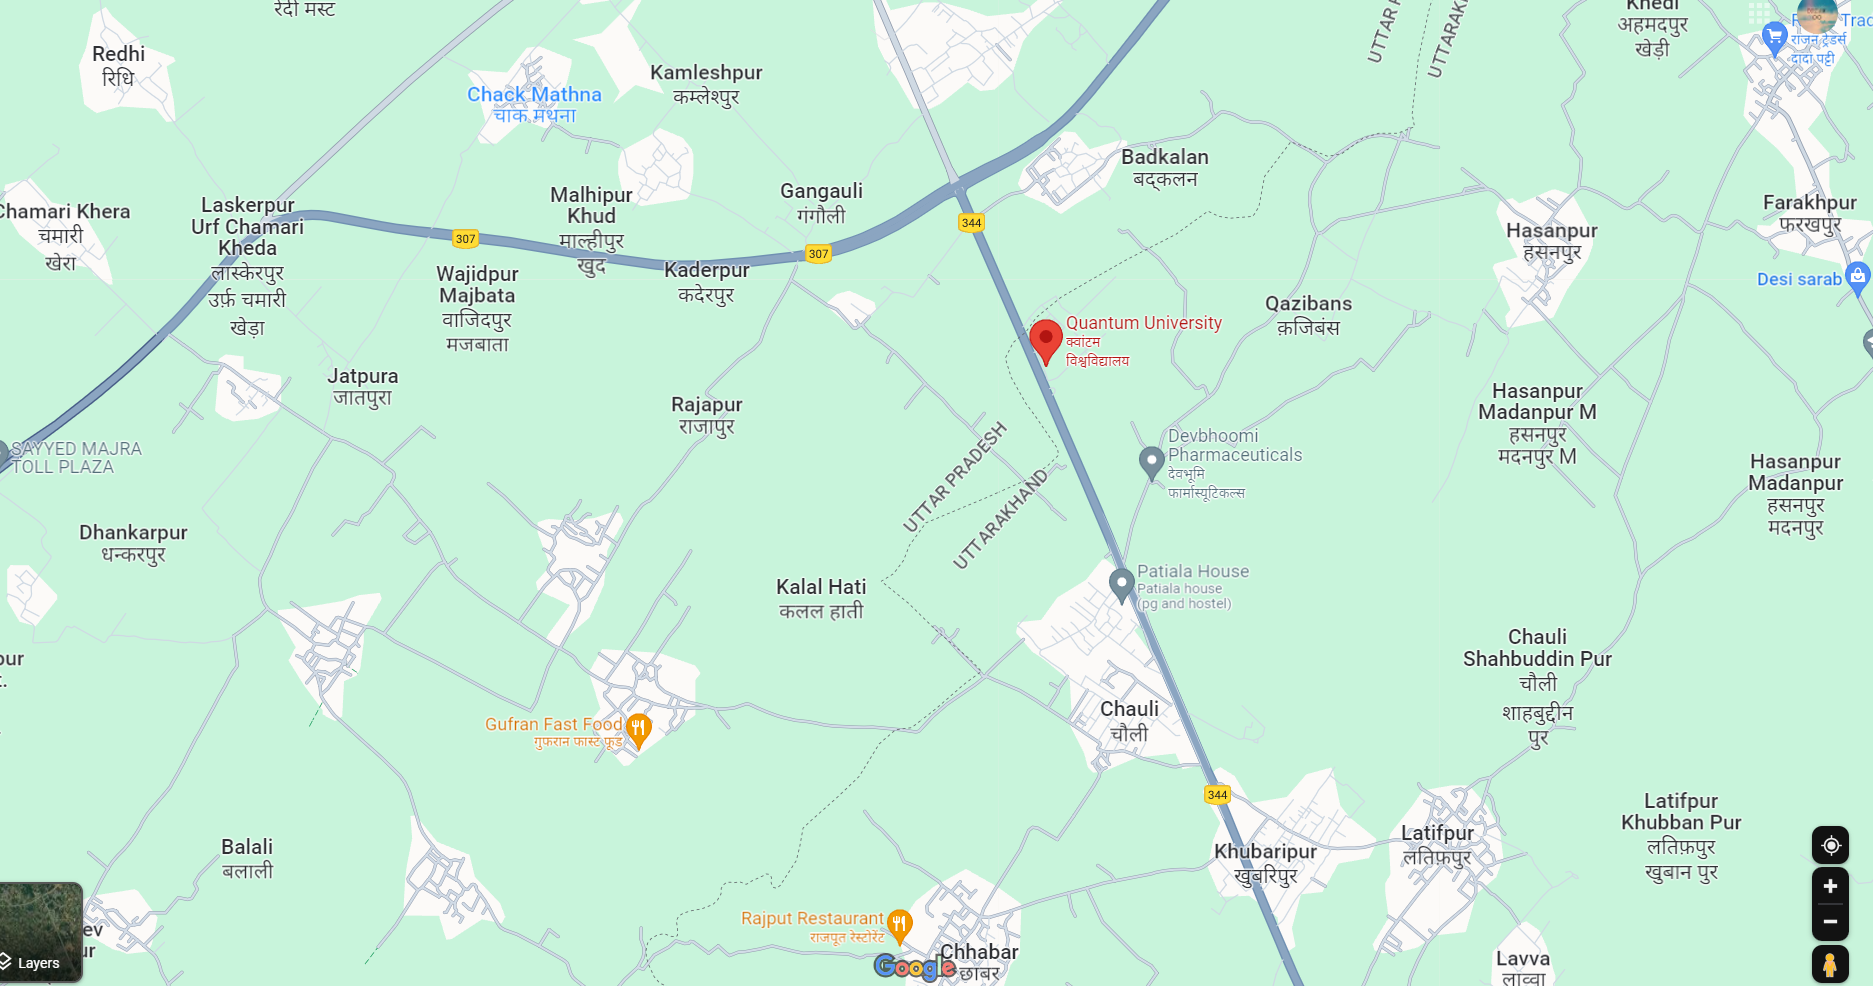 रेदी मस्ट
Redhi
रिधि
Chack Mathna
चाक मथना
Kamleshpur
कम्लेशपुर
UTTARAK
Khedi
अहमदपुर
खेड़ी
राजन ट्रेडर्स
दादा पट्टी
Badkalan
बद्कलन
Chamari Khera
चमारी
खेरा
Laskerpur
Urf Chamari
Kheda
लास्केरपुर
उर्फ़ चमारी
खेड़ा
Malhipur
Khud
माल्हीपुर
खुद
Gangauli
गंगौली
344
Farakhpur
फरखपुर
Hasanpur
हसनपुर
307
307
Wajidpur
Majbata
वाजिदपुर
मजबाता
Kaderpur
कदेरपुर
Desi sarab
Qazibans
क़जिबंस
Quantum University
क्वांटम
विश्वविद्यालय
Jatpura
जातपुरा
Rajapur
राजापुर
Hasanpur
Madanpur M
हसनपुर
मदनपुर M
SAYYED MAJRA
TOLL PLAZA
UTTAR PRADESH
UTTARAKHAND
Devbhoomi
Pharmaceuticals
देवभूमि
फार्मास्यूटिकल्स
Hasanpur
Madanpur
हसनपुर
मदनपुर
Dhankarpur
धन्करपुर
Kalal Hati
कलल हाती
Patiala House
Patiala house
(pg and hostel)
Chauli
Shahbuddin Pur
चौली
शाहबुद्दीन
पुर
Gufran Fast Food
गुफरान फास्ट फूड
Chauli
चौली
344
Balali
बलाली
Khubaripur
खुबरिपुर
Latifpur
लतिफ़पुर
Latifpur
Khubban Pur
लतिफ़पुर
खुबान पुर
Rajput Restaurant
राजपूत रेस्टोरेंट
Chhabar
छाबर
Google
Lavva
लाव्वा
Layers